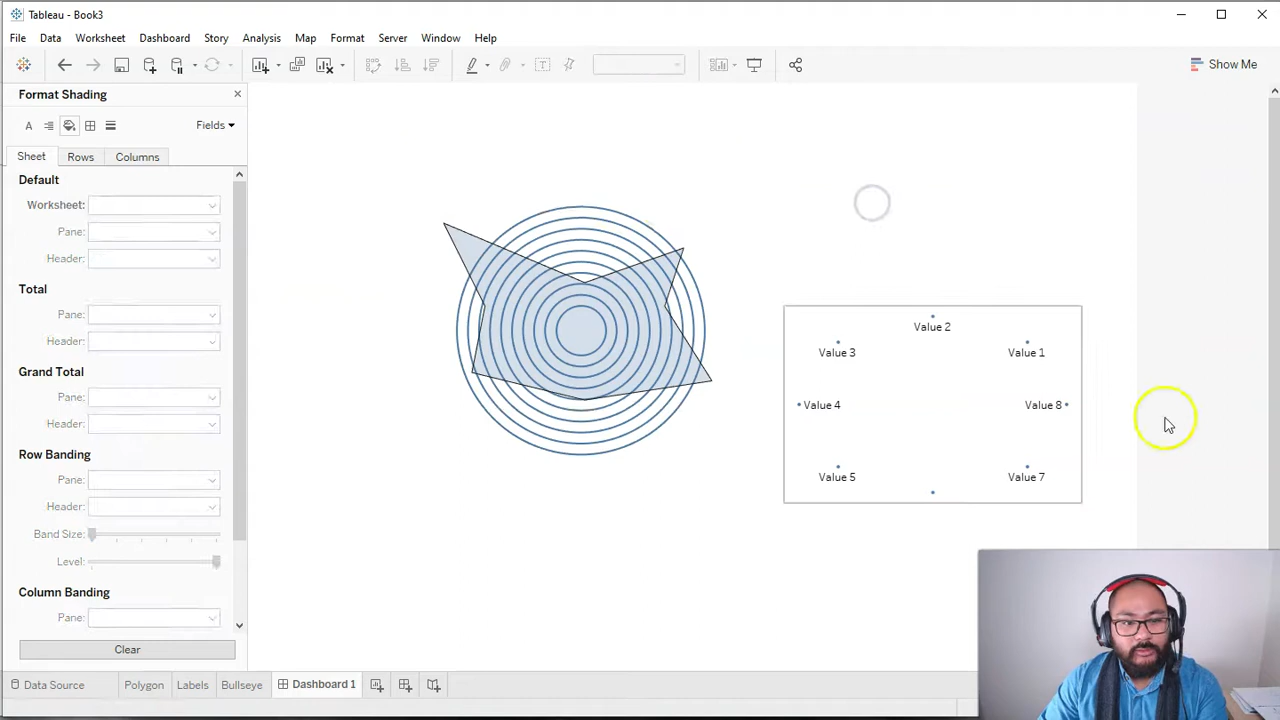 Tableau - Book3
File Data Worksheet Dashboard Story Analysis Map Format Server Window Help
Show Me
Format Shading
Fields
Sheet Rows Columns
Default
Worksheet:
Pane:
Header:
Total
Pane:
Header:
Grand Total
Pane:
Header:
Row Banding
Pane:
Header:
Band Size:
Level:
Column Banding
Pane:
Clear
Value 2
Value 3
Value 1
Value 4
Value 8
Value 5
Value 7
Data Source Polygon Labels Bullseye Dashboard 1